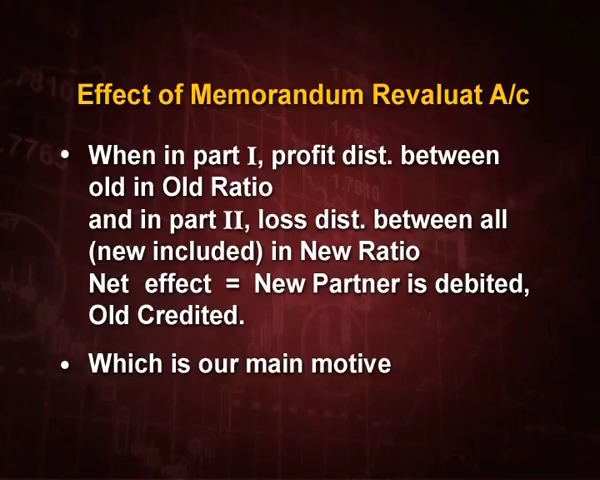 Effect of Memorandum Revaluat A/c
• When in part I, profit dist. between
old in Old Ratio
and in part II, loss dist. between all
(new included) in New Ratio
Net effect = New Partner is debited,
Old Credited.
• Which is our main motive